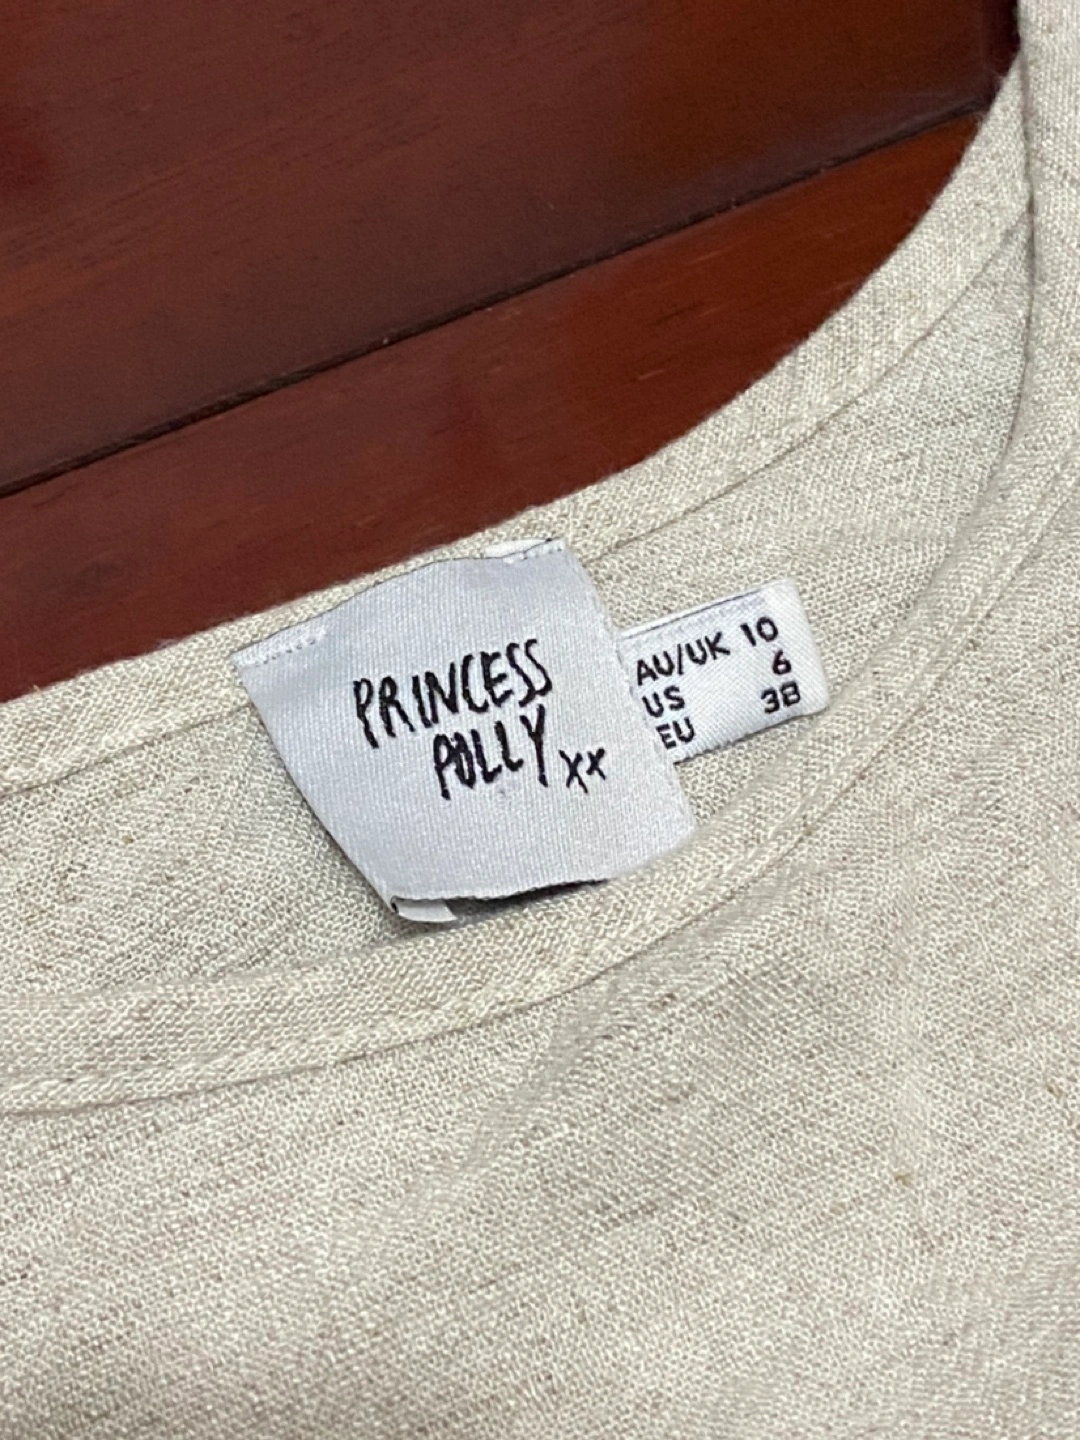 PRINCESS
POLLY xx
AU/UK 10
US 6
EU 38